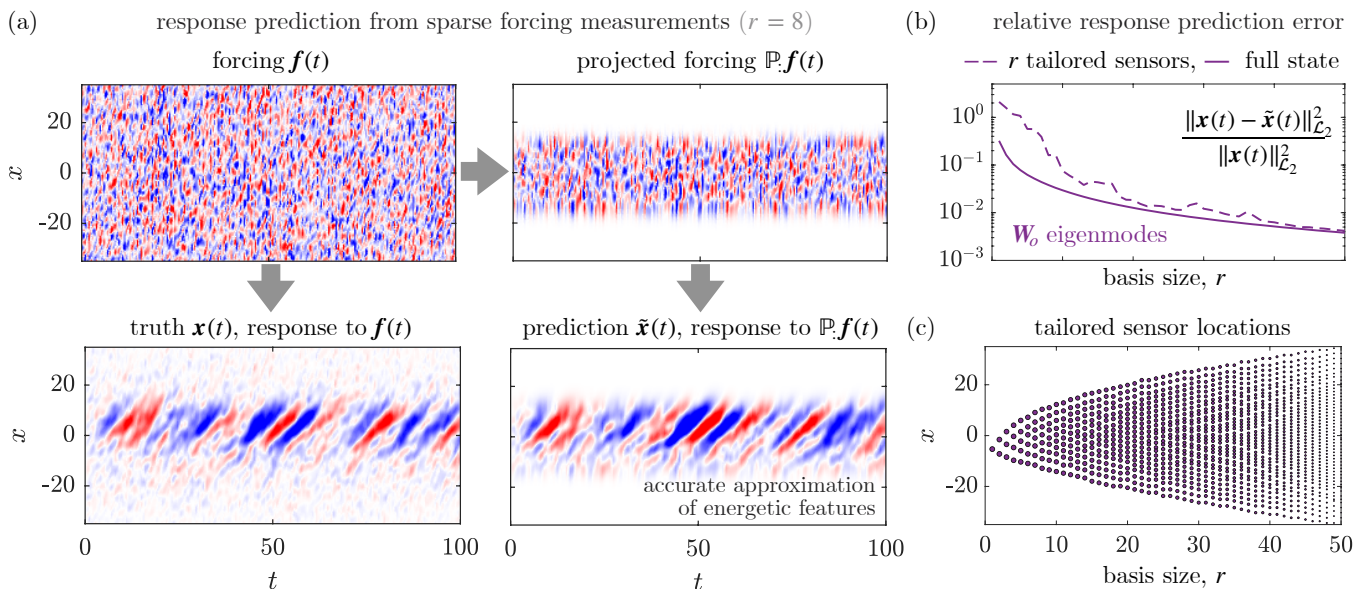 (a) response prediction from sparse forcing measurements (r = 8)
forcing f(t)
projected forcing ℙ:f(t)
x
20
0
-20
truth x(t), response to f(t)
prediction x̃(t), response to ℙ:f(t)
x
20
0
-20
accurate approximation
of energetic features
0 50 100
0 50 100
t
t
(b) relative response prediction error
r tailored sensors, full state
10⁰
10⁻¹
10⁻²
10⁻³
‖x(t) − x̃(t)‖²_ℒ₂
‖x(t)‖²_ℒ₂
Wₒ eigenmodes
basis size, r
(c) tailored sensor locations
x
20
0
-20
0 10 20 30 40 50
basis size, r